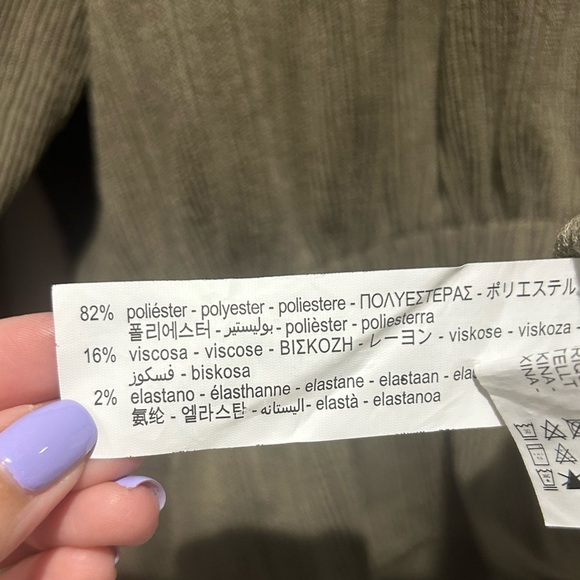 82% poliéster - polyester - poliestere - ΠΟΛΥΕΣΤΕΡΑΣ - ポリエステル
폴리에스터 - بوليستير - polièster - poliesterra
16% viscosa - viscose - ΒΙΣΚΟΖΗ - レーヨン - viskose - viskoza -
فسكوز - biskosa
2% elastano - élasthanne - elastane - elastaan -
氨纶 - 엘라스탄 - اليستانه - elastà - elastanoa